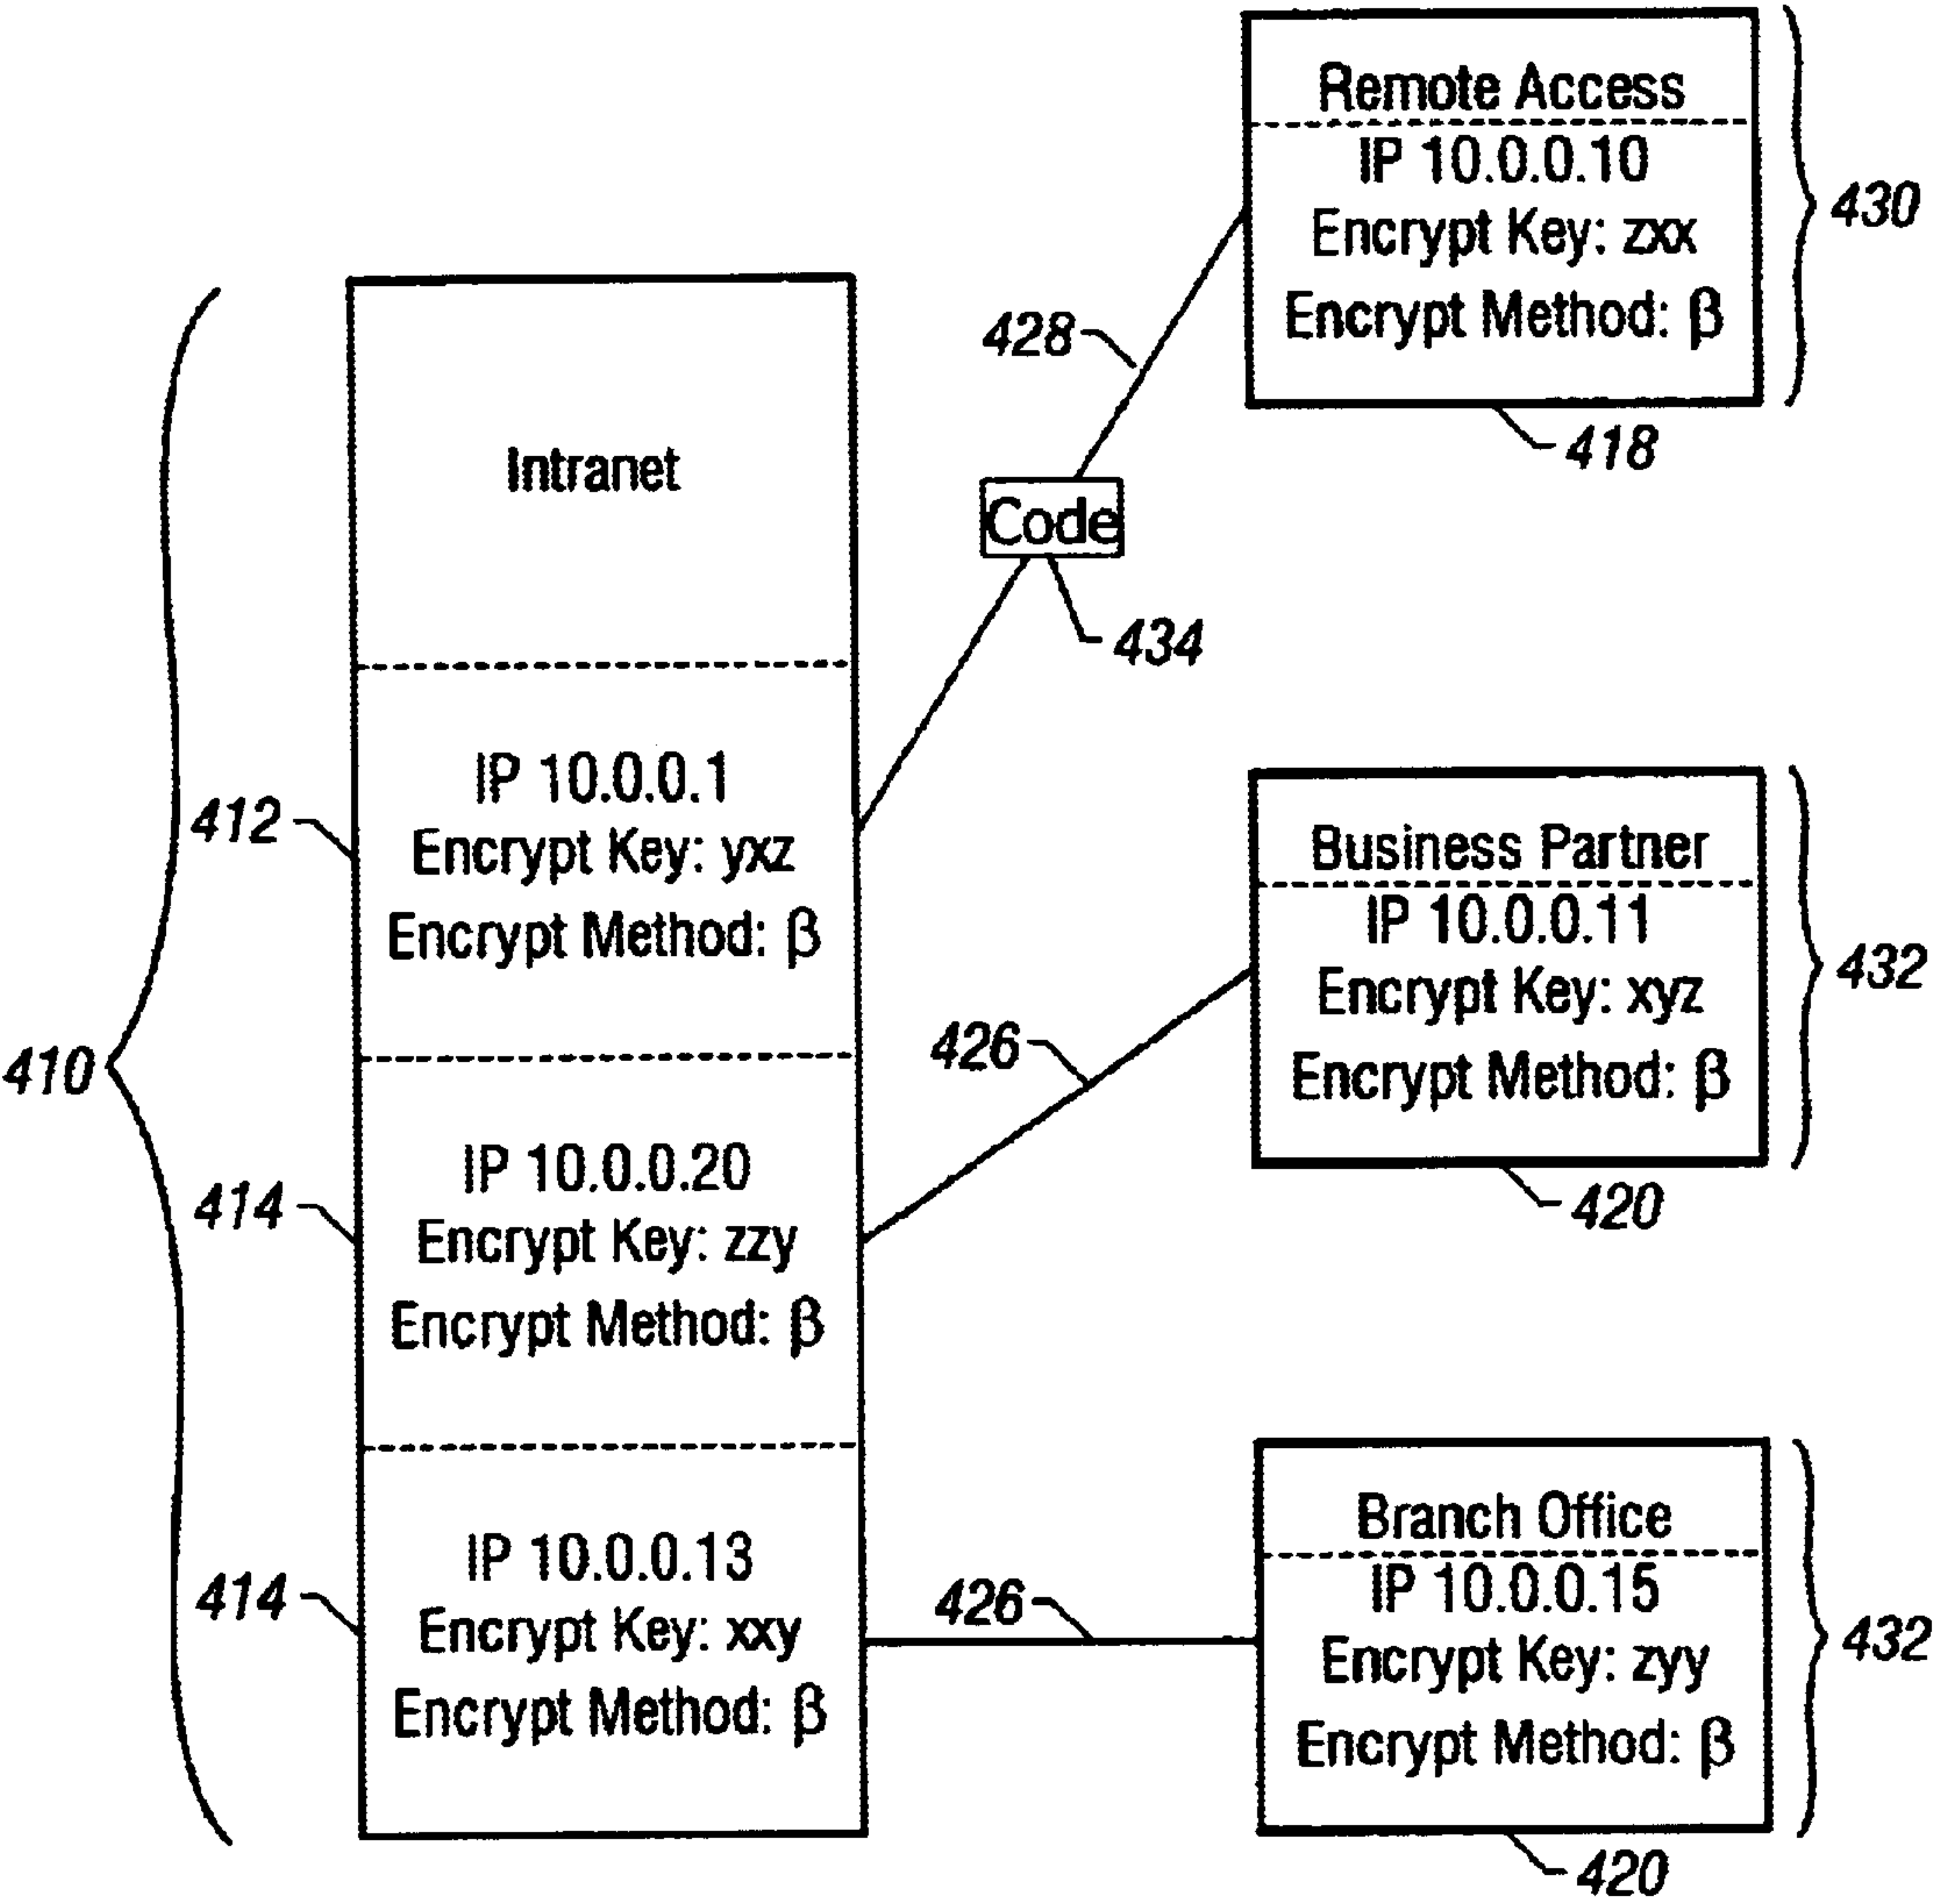 Remote Access
IP 10.0.0.10
Encrypt Key: zxx
Encrypt Method: β
430
418
428
Code
434
Intranet
410
412
IP 10.0.0.1
Encrypt Key: yxz
Encrypt Method: β
414
IP 10.0.0.20
Encrypt Key: zzy
Encrypt Method: β
414
IP 10.0.0.13
Encrypt Key: xxy
Encrypt Method: β
426
Business Partner
IP 10.0.0.11
Encrypt Key: xyz
Encrypt Method: β
432
420
426
Branch Office
IP 10.0.0.15
Encrypt Key: zyy
Encrypt Method: β
432
420